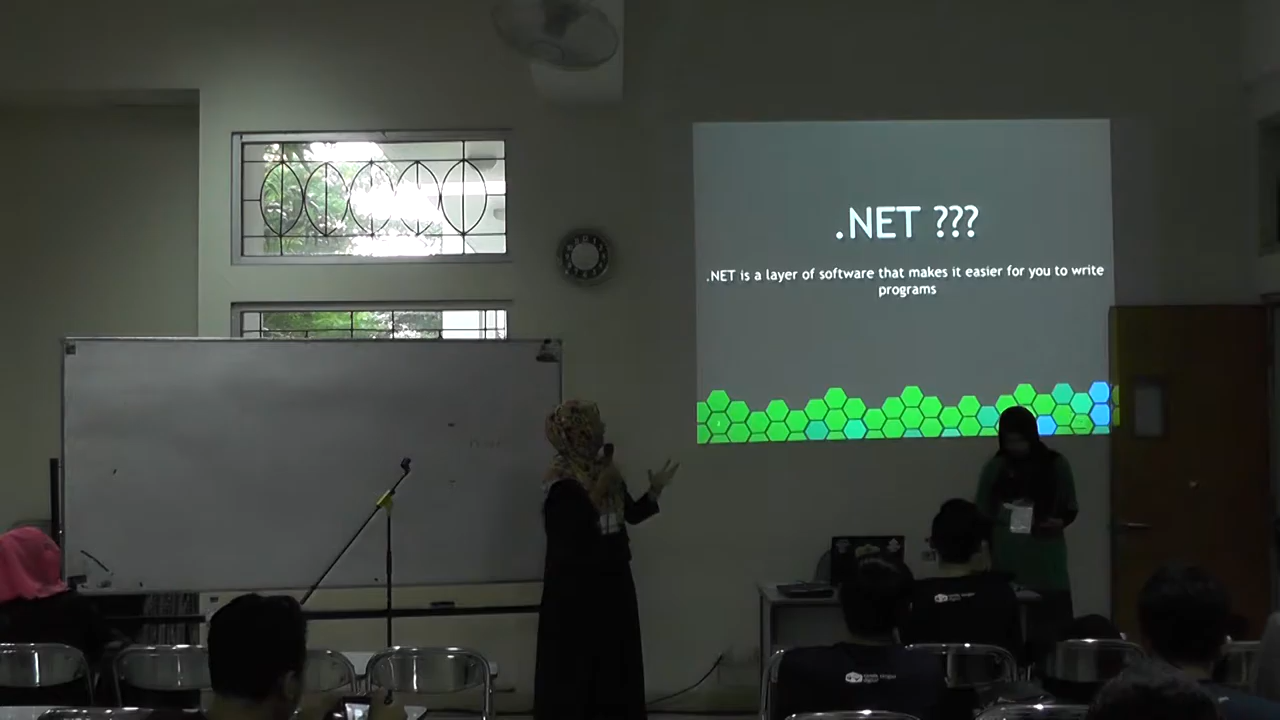 .NET ???
.NET is a layer of software that makes it easier for you to write
programs